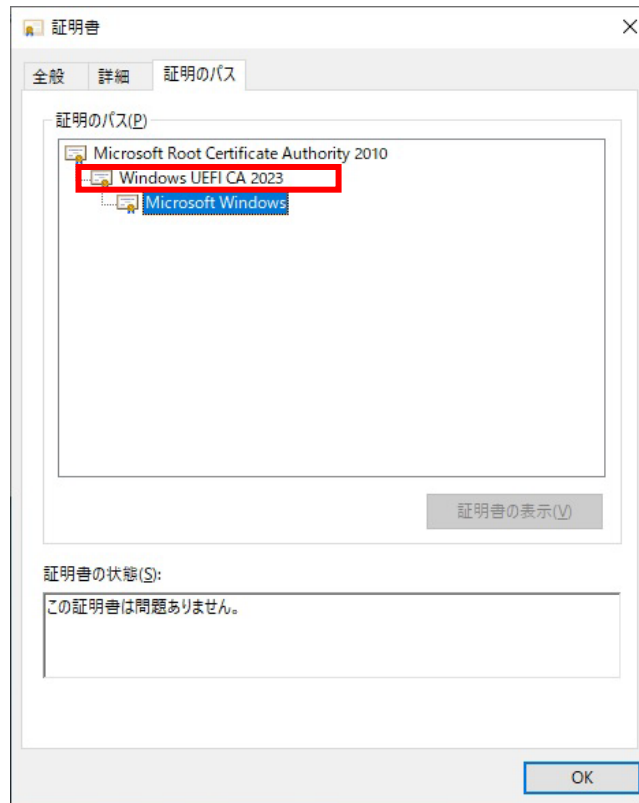 証明書
全般
詳細
証明のパス
証明のパス(P)
Microsoft Root Certificate Authority 2010
Windows UEFI CA 2023
Microsoft Windows
証明書の表示(V)
証明書の状態(S):
この証明書は問題ありません。
OK